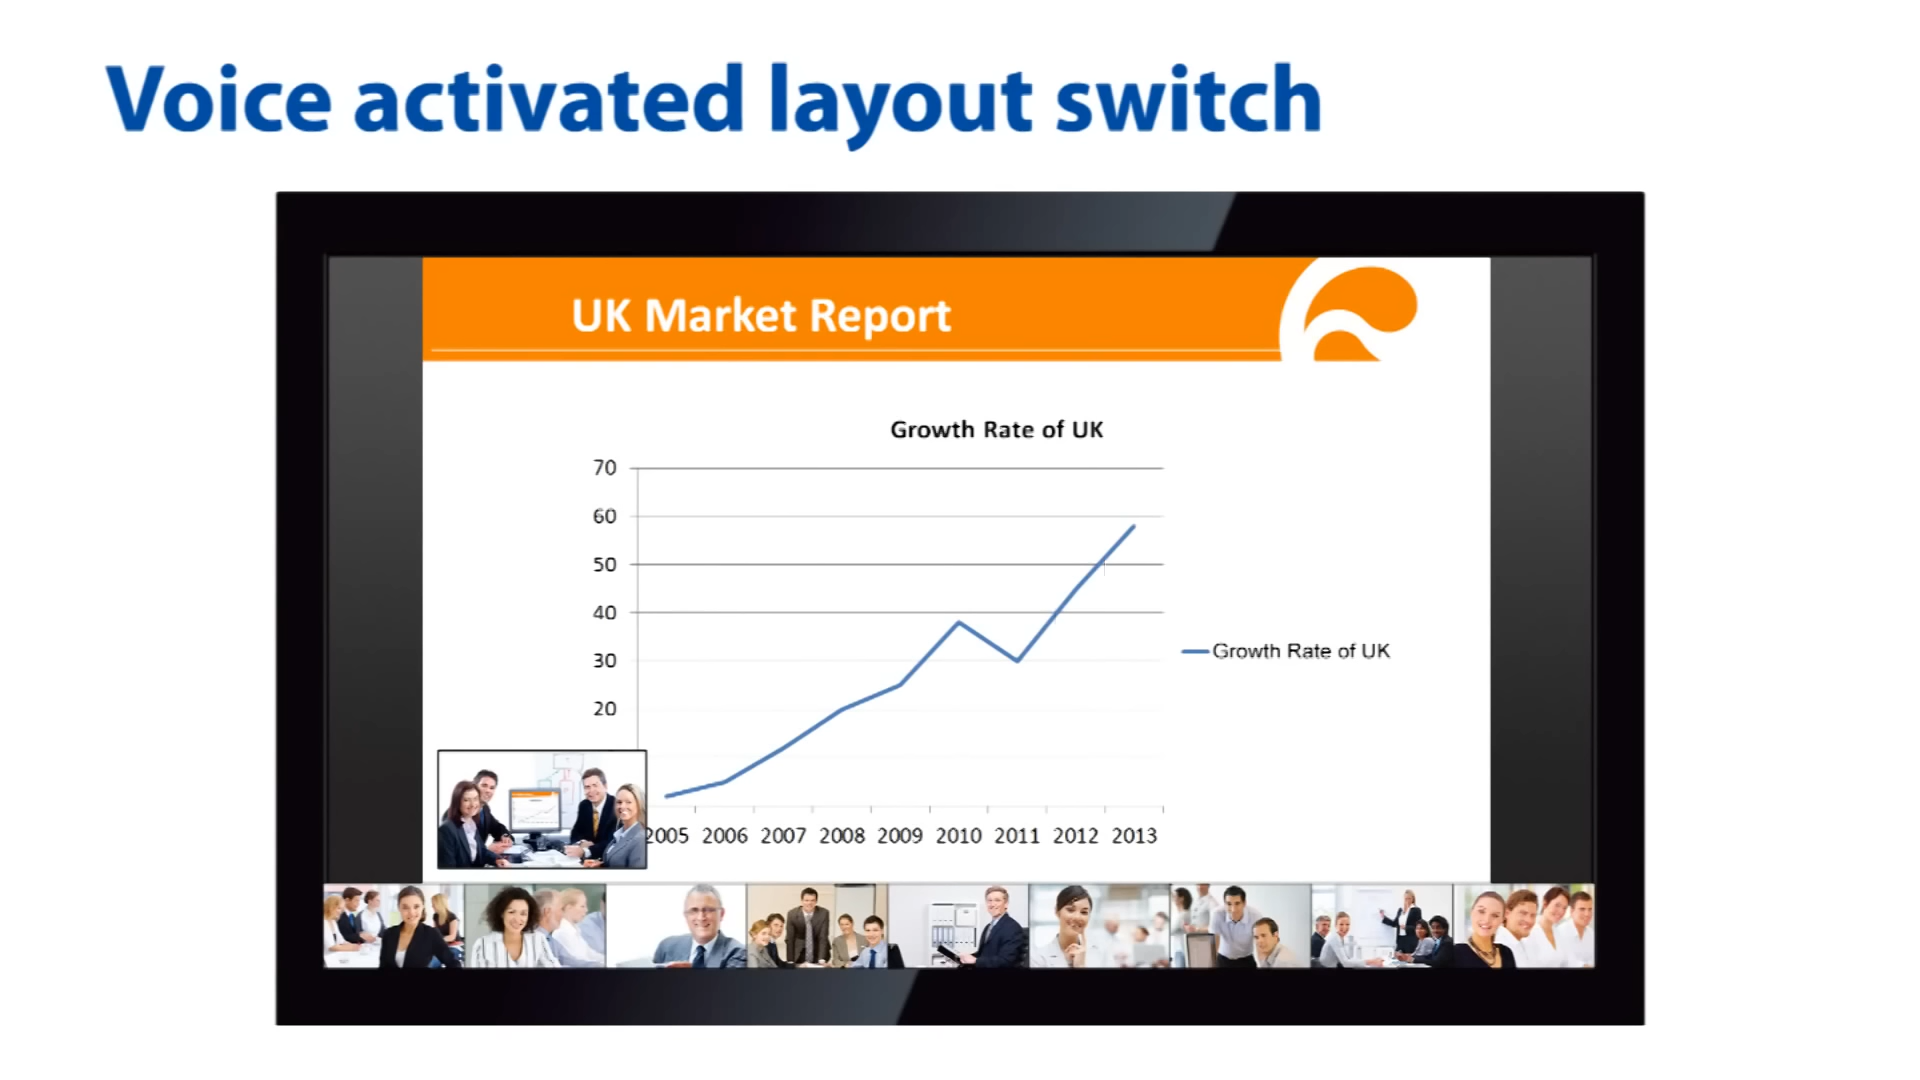 Voice activated layout switch
UK Market Report
Growth Rate of UK
70
60
50
40
30
20
Growth Rate of UK
2005 2006 2007 2008 2009 2010 2011 2012 2013